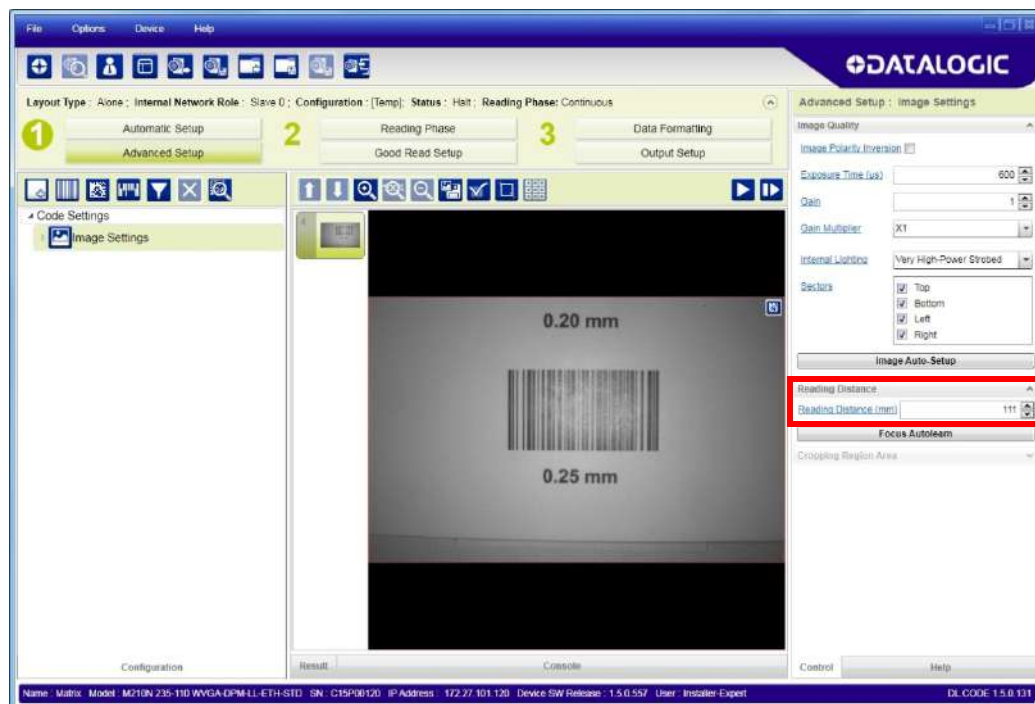 File Options Device Help
DATALOGIC
Layout Type : Alone ; Internal Network Role : Slave 0 ; Configuration : [Temp]; Status : Halt ; Reading Phase: Continuous
1 Automatic Setup 2 Reading Phase 3 Data Formatting
Advanced Setup Good Read Setup Output Setup
Code Settings
Image Settings
0.20 mm
0.25 mm
Configuration
Result Console
Advanced Setup : Image Settings
Image Quality
Image Polarity Inversion
Exposure Time (µs) 600
Gain 1
Gain Multiplier X1
Internal Lighting Very High-Power Strobed
Sectors Top
Bottom
Left
Right
Image Auto-Setup
Reading Distance
Reading Distance (mm) 111
Focus Autolearn
Cropping Region Area
Control Help
Name : Matrix Model : M210N 235-110 WVGA-DPM-LL-ETH-STD SN : C15P00120 IP Address : 172.27.101.120 Device SW Release : 1.5.0.557 User : Installer-Expert DL.CODE 1.5.0.131